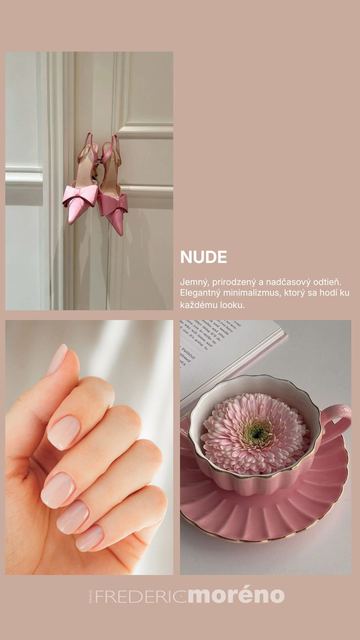 NUDE
Jemný, prirodzený a nadčasový odtieň.
Elegantný minimalizmus, ktorý sa hodí ku
každému looku.
FREDERICmoréno